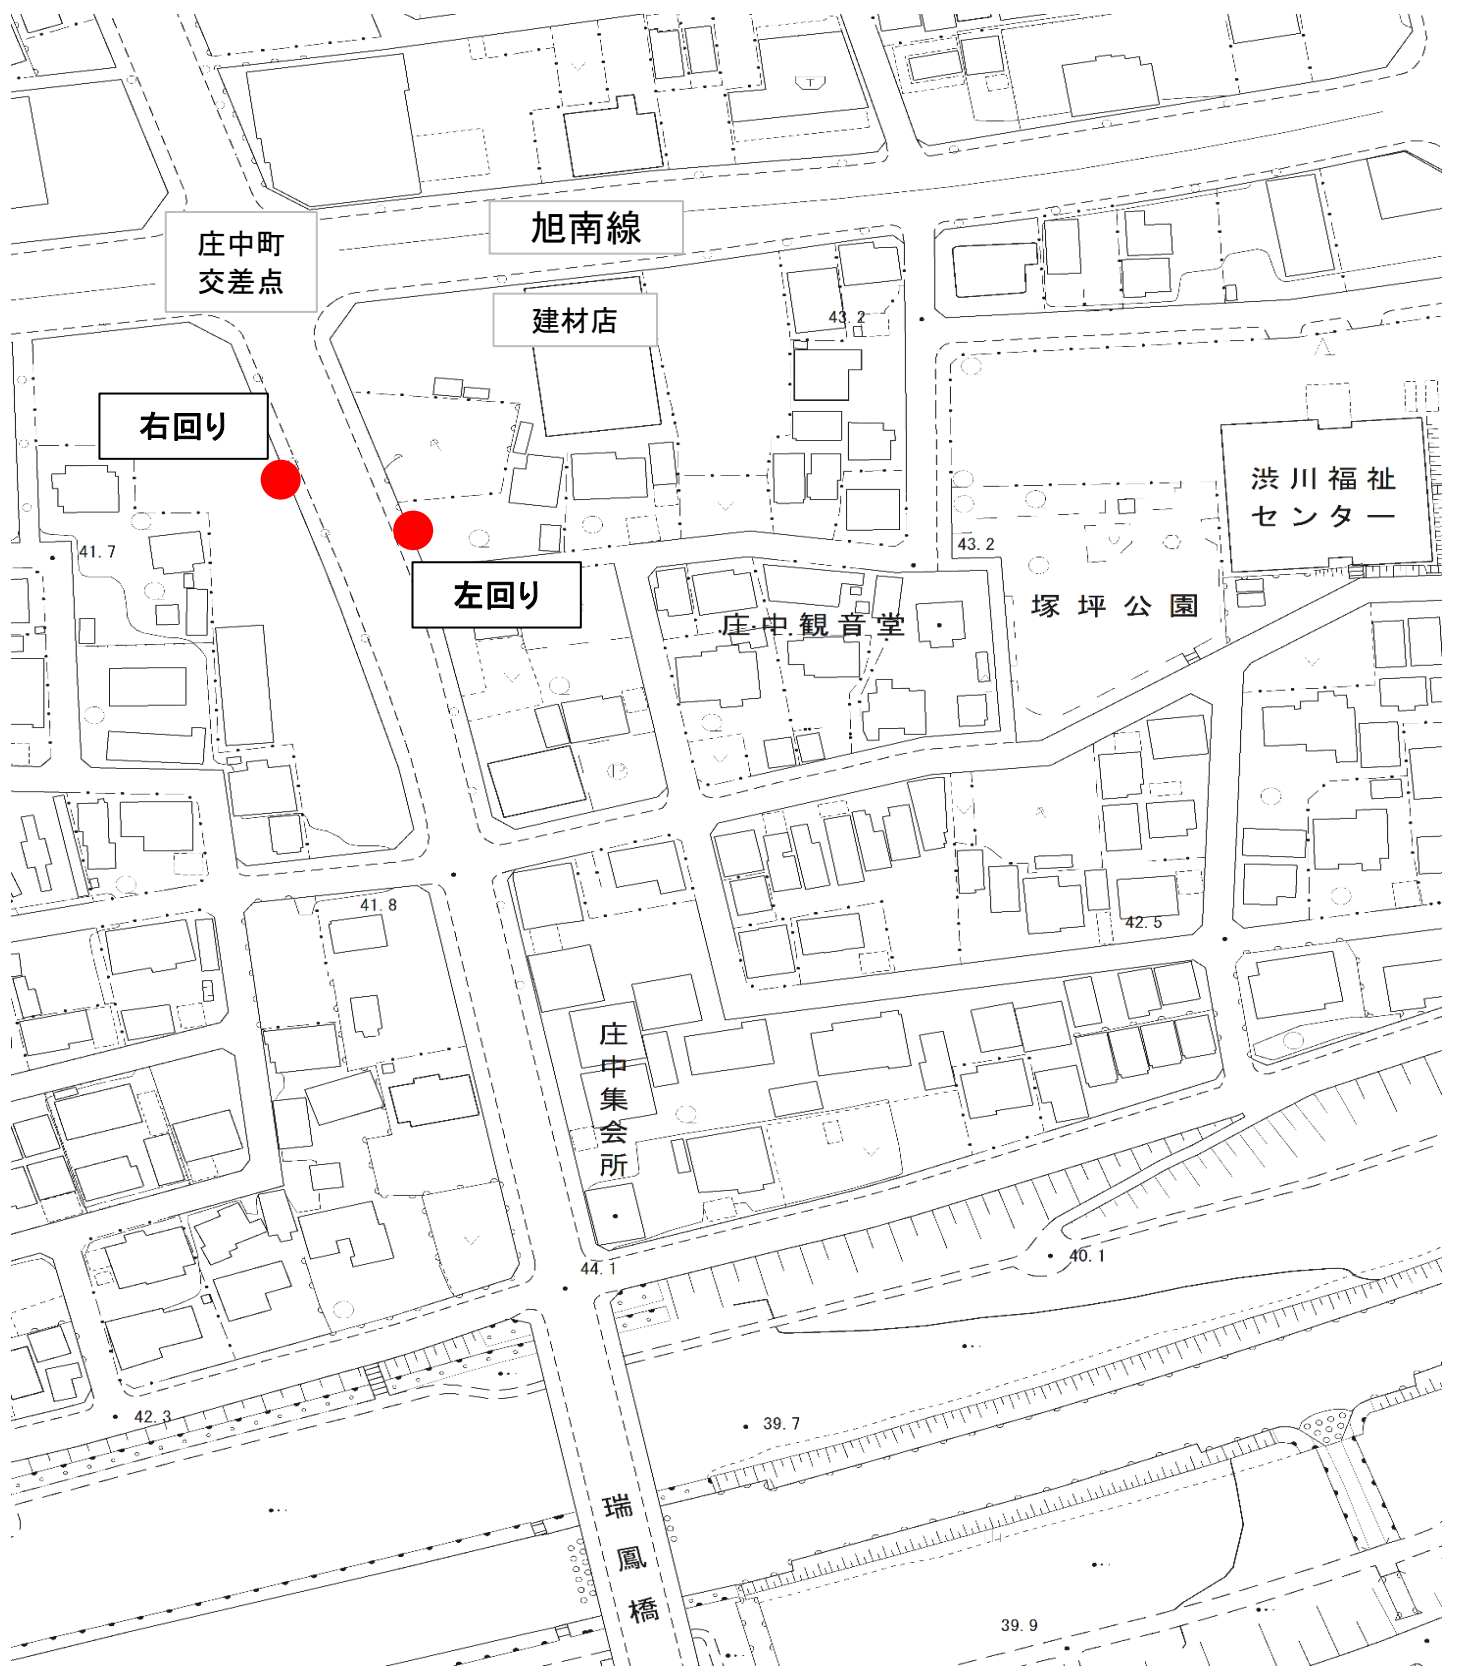 旭南線
庄中町
交差点
建材店
43.2
右回り
渋川福祉
センター
41.7
43.2
左回り
庄中観音堂
塚坪公園
41.8
42.5
庄中集会所
44.1
40.1
42.3
39.7
瑞鳳橋
39.9